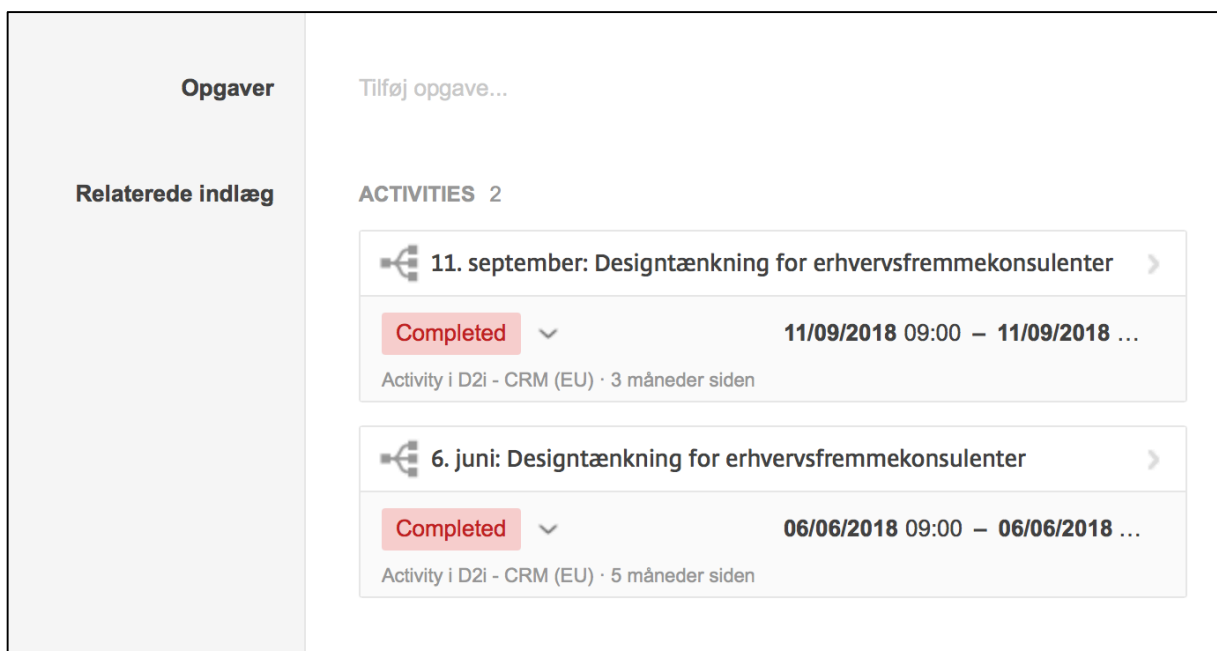 Opgaver
Tilføj opgave...
Relaterede indlæg
ACTIVITIES 2
11. september: Designtænkning for erhvervsfremmekonsulenter
Completed 11/09/2018 09:00 – 11/09/2018 ...
Activity i D2i - CRM (EU) · 3 måneder siden
6. juni: Designtænkning for erhvervsfremmekonsulenter
Completed 06/06/2018 09:00 – 06/06/2018 ...
Activity i D2i - CRM (EU) · 5 måneder siden